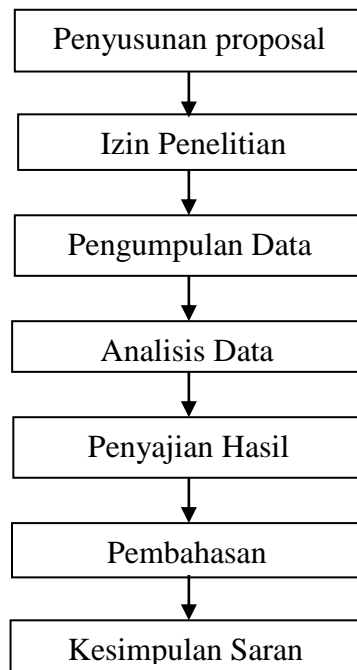 Penyusunan proposal
Izin Penelitian
Pengumpulan Data
Analisis Data
Penyajian Hasil
Pembahasan
Kesimpulan Saran